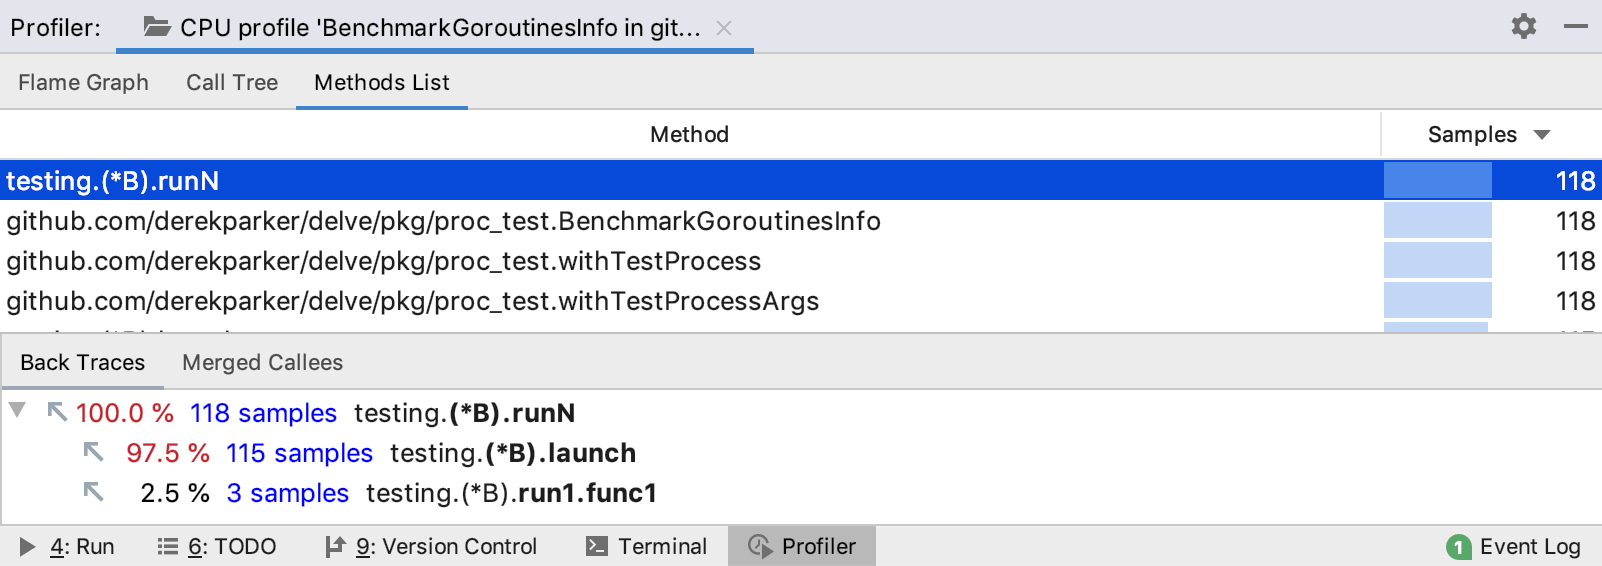 Profiler: CPU profile 'BenchmarkGoroutinesInfo in git...
Flame Graph Call Tree Methods List
Method Samples
testing.(*B).runN 118
github.com/derekparker/delve/pkg/proc_test.BenchmarkGoroutinesInfo 118
github.com/derekparker/delve/pkg/proc_test.withTestProcess 118
github.com/derekparker/delve/pkg/proc_test.withTestProcessArgs 118
Back Traces Merged Callees
100.0 % 118 samples testing.(*B).runN
97.5 % 115 samples testing.(*B).launch
2.5 % 3 samples testing.(*B).run1.func1
4: Run 6: TODO 9: Version Control Terminal Profiler 1 Event Log